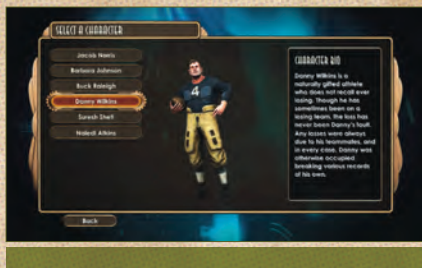 SELECT A CHARACTER
Jacob Norris
Barbara Johnson
Buck Raleigh
Danny Wilkins
Suresh Sheti
Naledi Atkins
4
CHARACTER BIO
Danny Wilkins is a
naturally gifted athlete
who does not recall ever
losing. Though he has
sometimes been on a
losing team, the loss has
never been Danny's fault.
Any losses were always
due to his teammates, and
in every case, Danny was
otherwise occupied
breaking various records
of his own.
Back